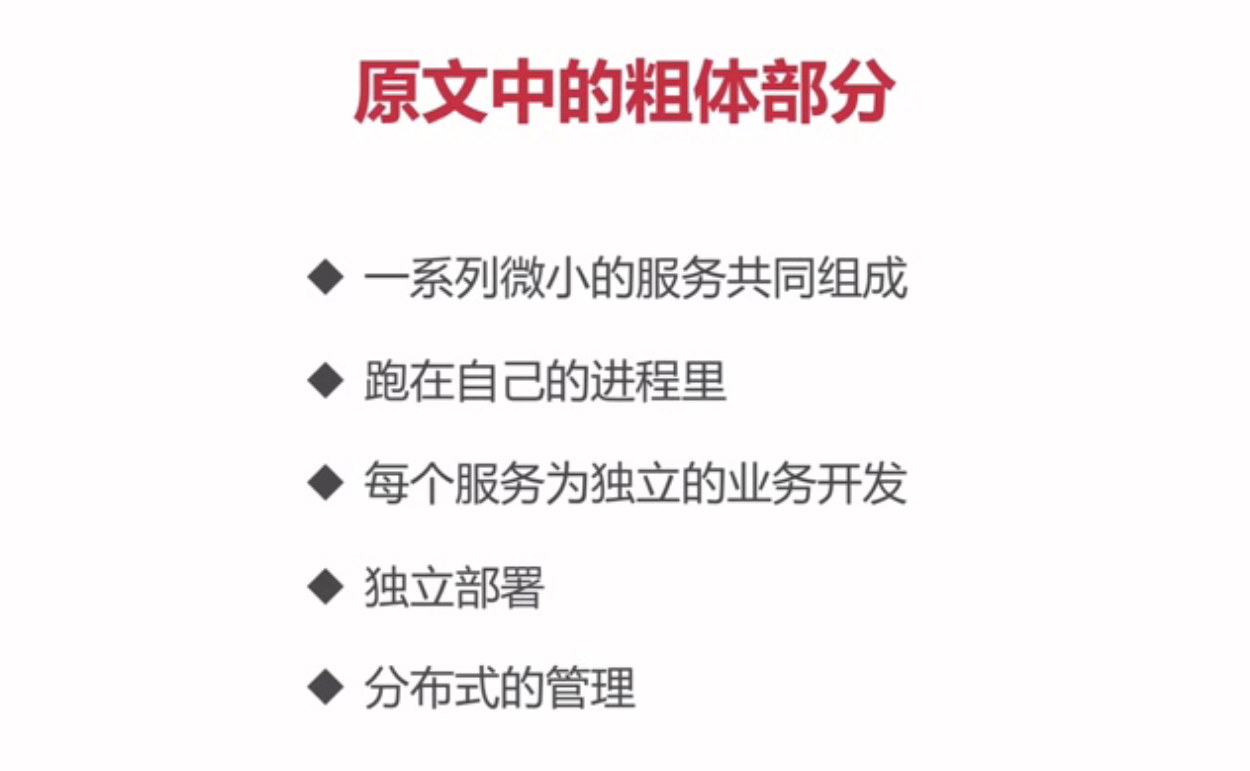 原文中的粗体部分
◆ 一系列微小的服务共同组成
◆ 跑在自己的进程里
◆ 每个服务为独立的业务开发
◆ 独立部署
◆ 分布式的管理